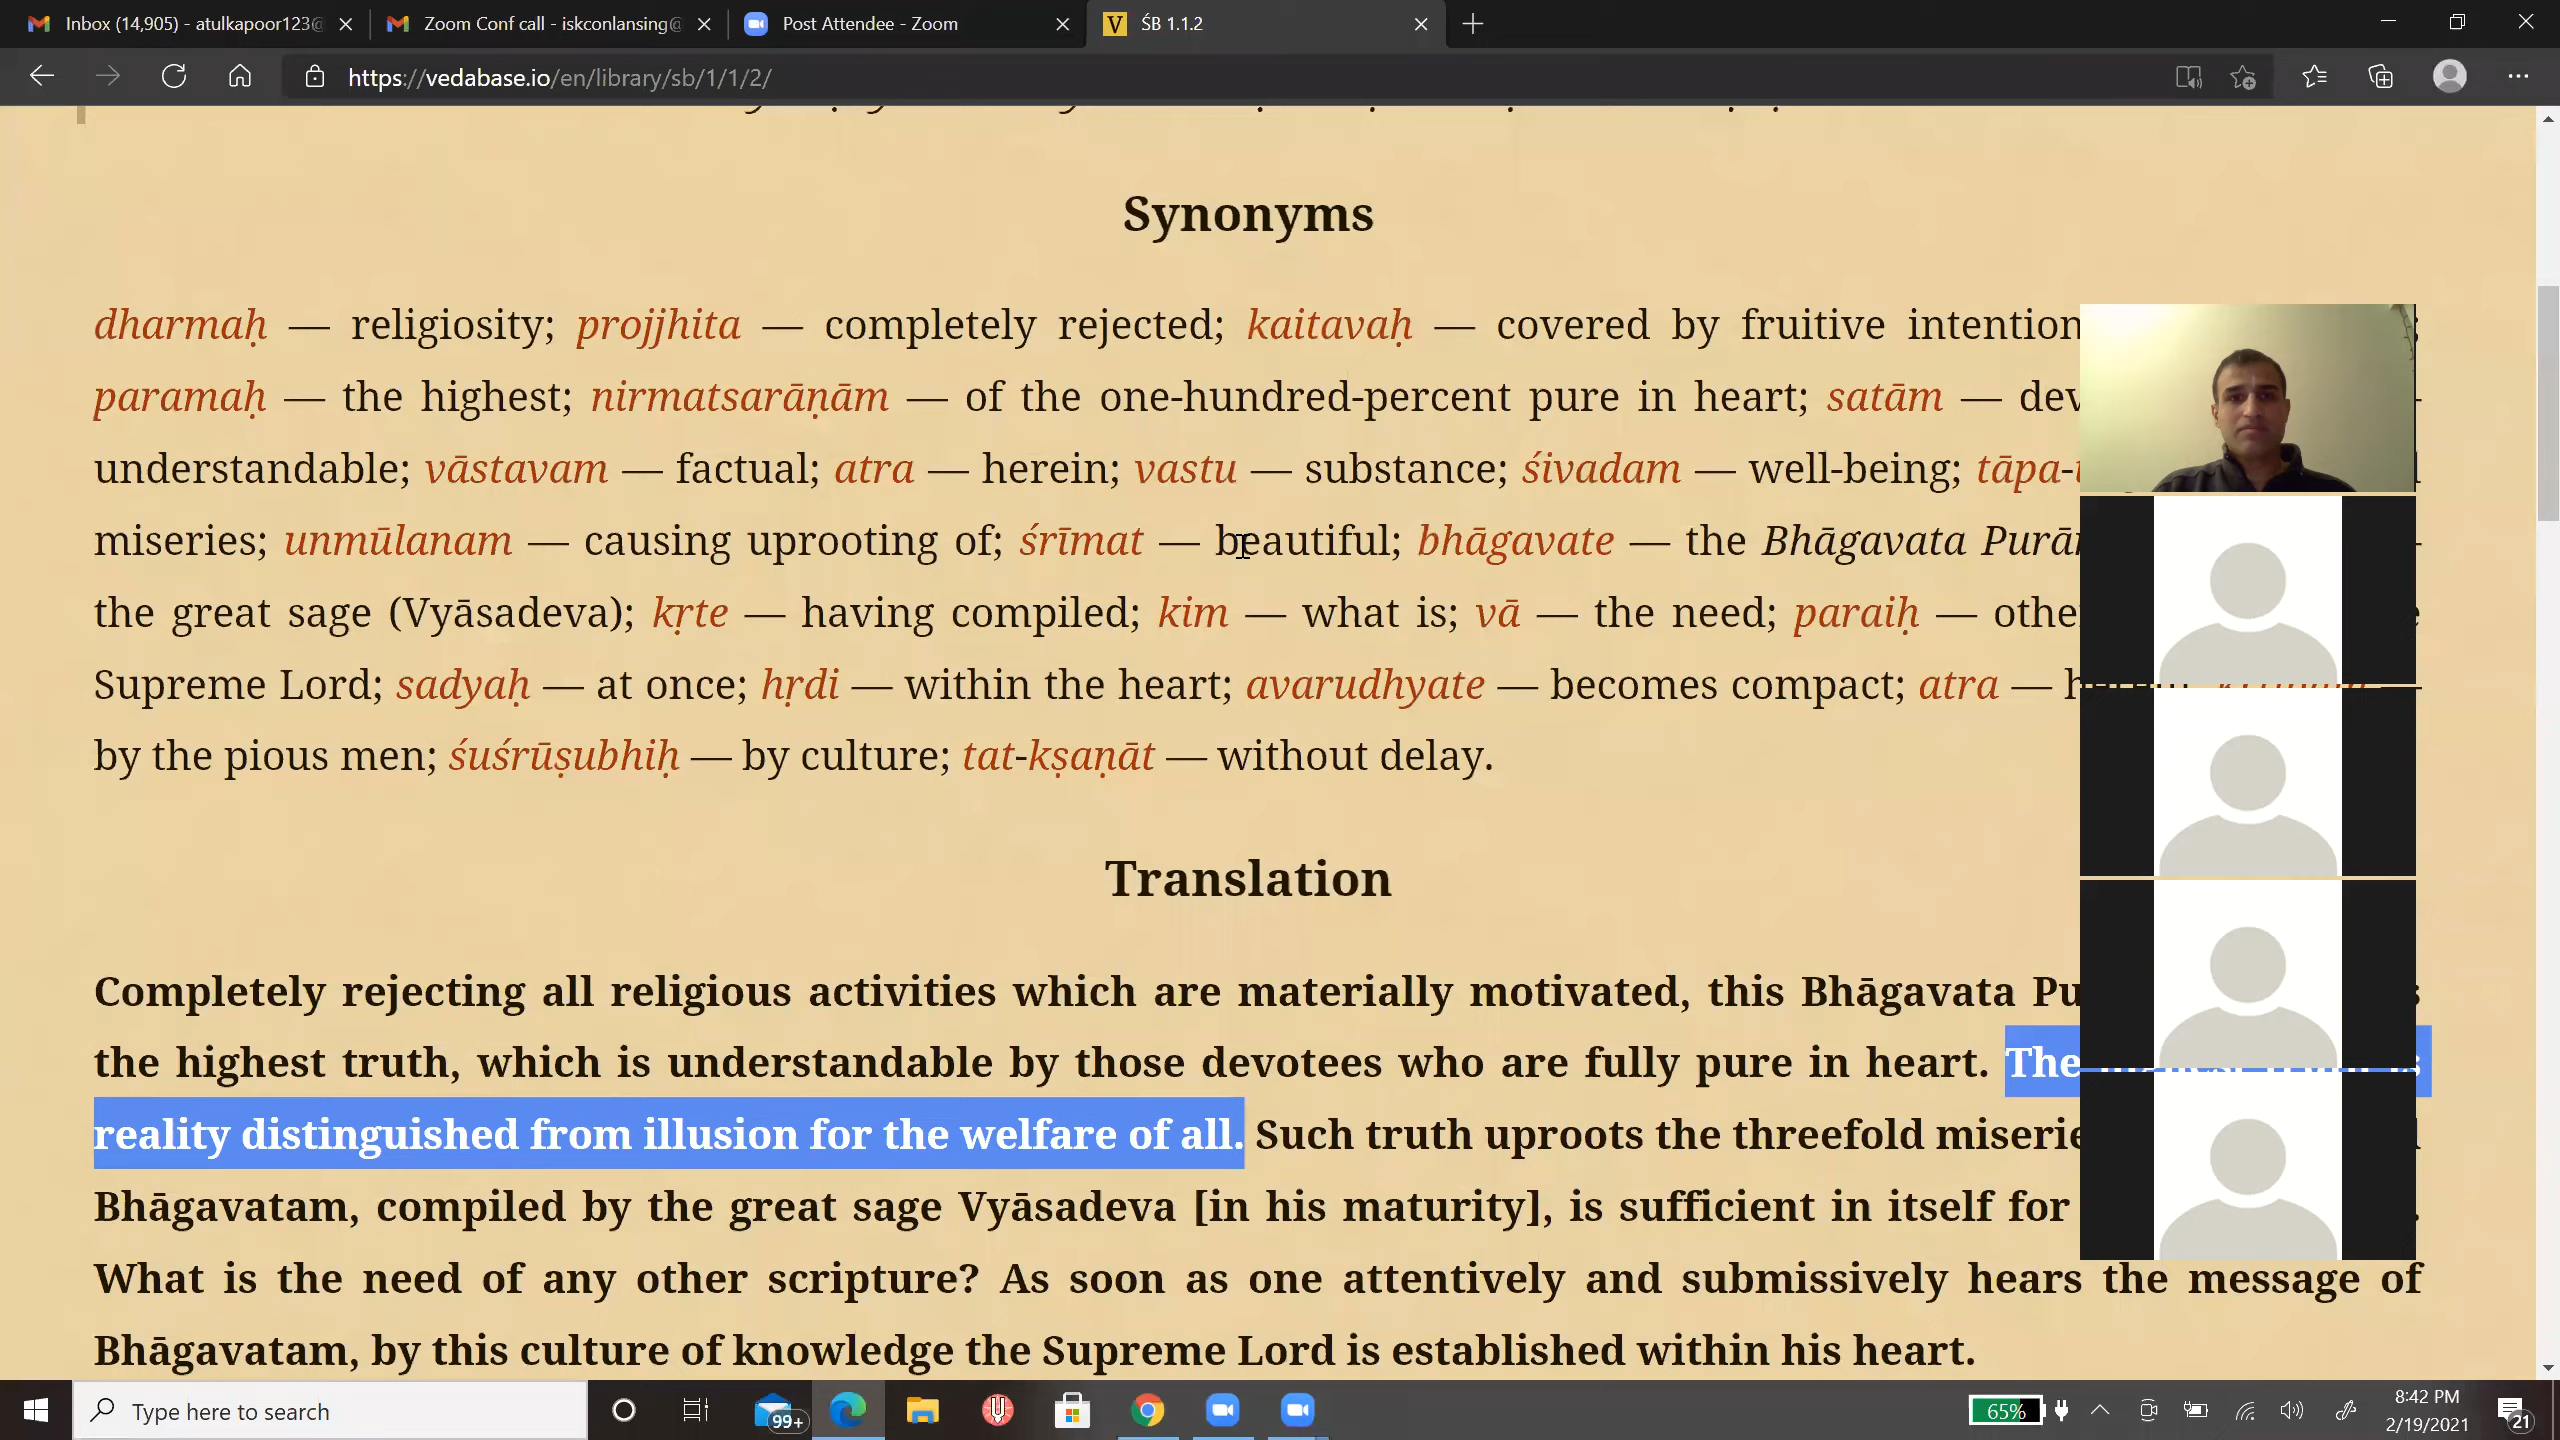 Inbox (14,905) - atulkapoor123@
Zoom Conf call - iskconlansing@
Post Attendee - Zoom
V ŚB 1.1.2
https://vedabase.io/en/library/sb/1/1/2/
Synonyms
dharmaḥ — religiosity; projjhita — completely rejected; kaitavaḥ — covered by fruitive intention
paramaḥ — the highest; nirmatsarāṇām — of the one-hundred-percent pure in heart; satām —
understandable; vāstavam — factual; atra — herein; vastu — substance; śivadam — well-being; tāpa-
miseries; unmūlanam — causing uprooting of; śrīmat — beautiful; bhāgavate — the Bhāgavata
the great sage (Vyāsadeva); kṛte — having compiled; kim — what is; vā — the need; paraiḥ —
Supreme Lord; sadyaḥ — at once; hṛdi — within the heart; avarudhyate — becomes compact; atra —
by the pious men; śuśrūṣubhiḥ — by culture; tat-kṣaṇāt — without delay.
Translation
Completely rejecting all religious activities which are materially motivated, this Bhāgavata
the highest truth, which is understandable by those devotees who are fully pure in heart. The
reality distinguished from illusion for the welfare of all. Such truth uproots the threefold
Bhāgavatam, compiled by the great sage Vyāsadeva [in his maturity], is sufficient in itself for
What is the need of any other scripture? As soon as one attentively and submissively hears the message of
Bhāgavatam, by this culture of knowledge the Supreme Lord is established within his heart.
Type here to search
99+
65%
8:42 PM
2/19/2021
21